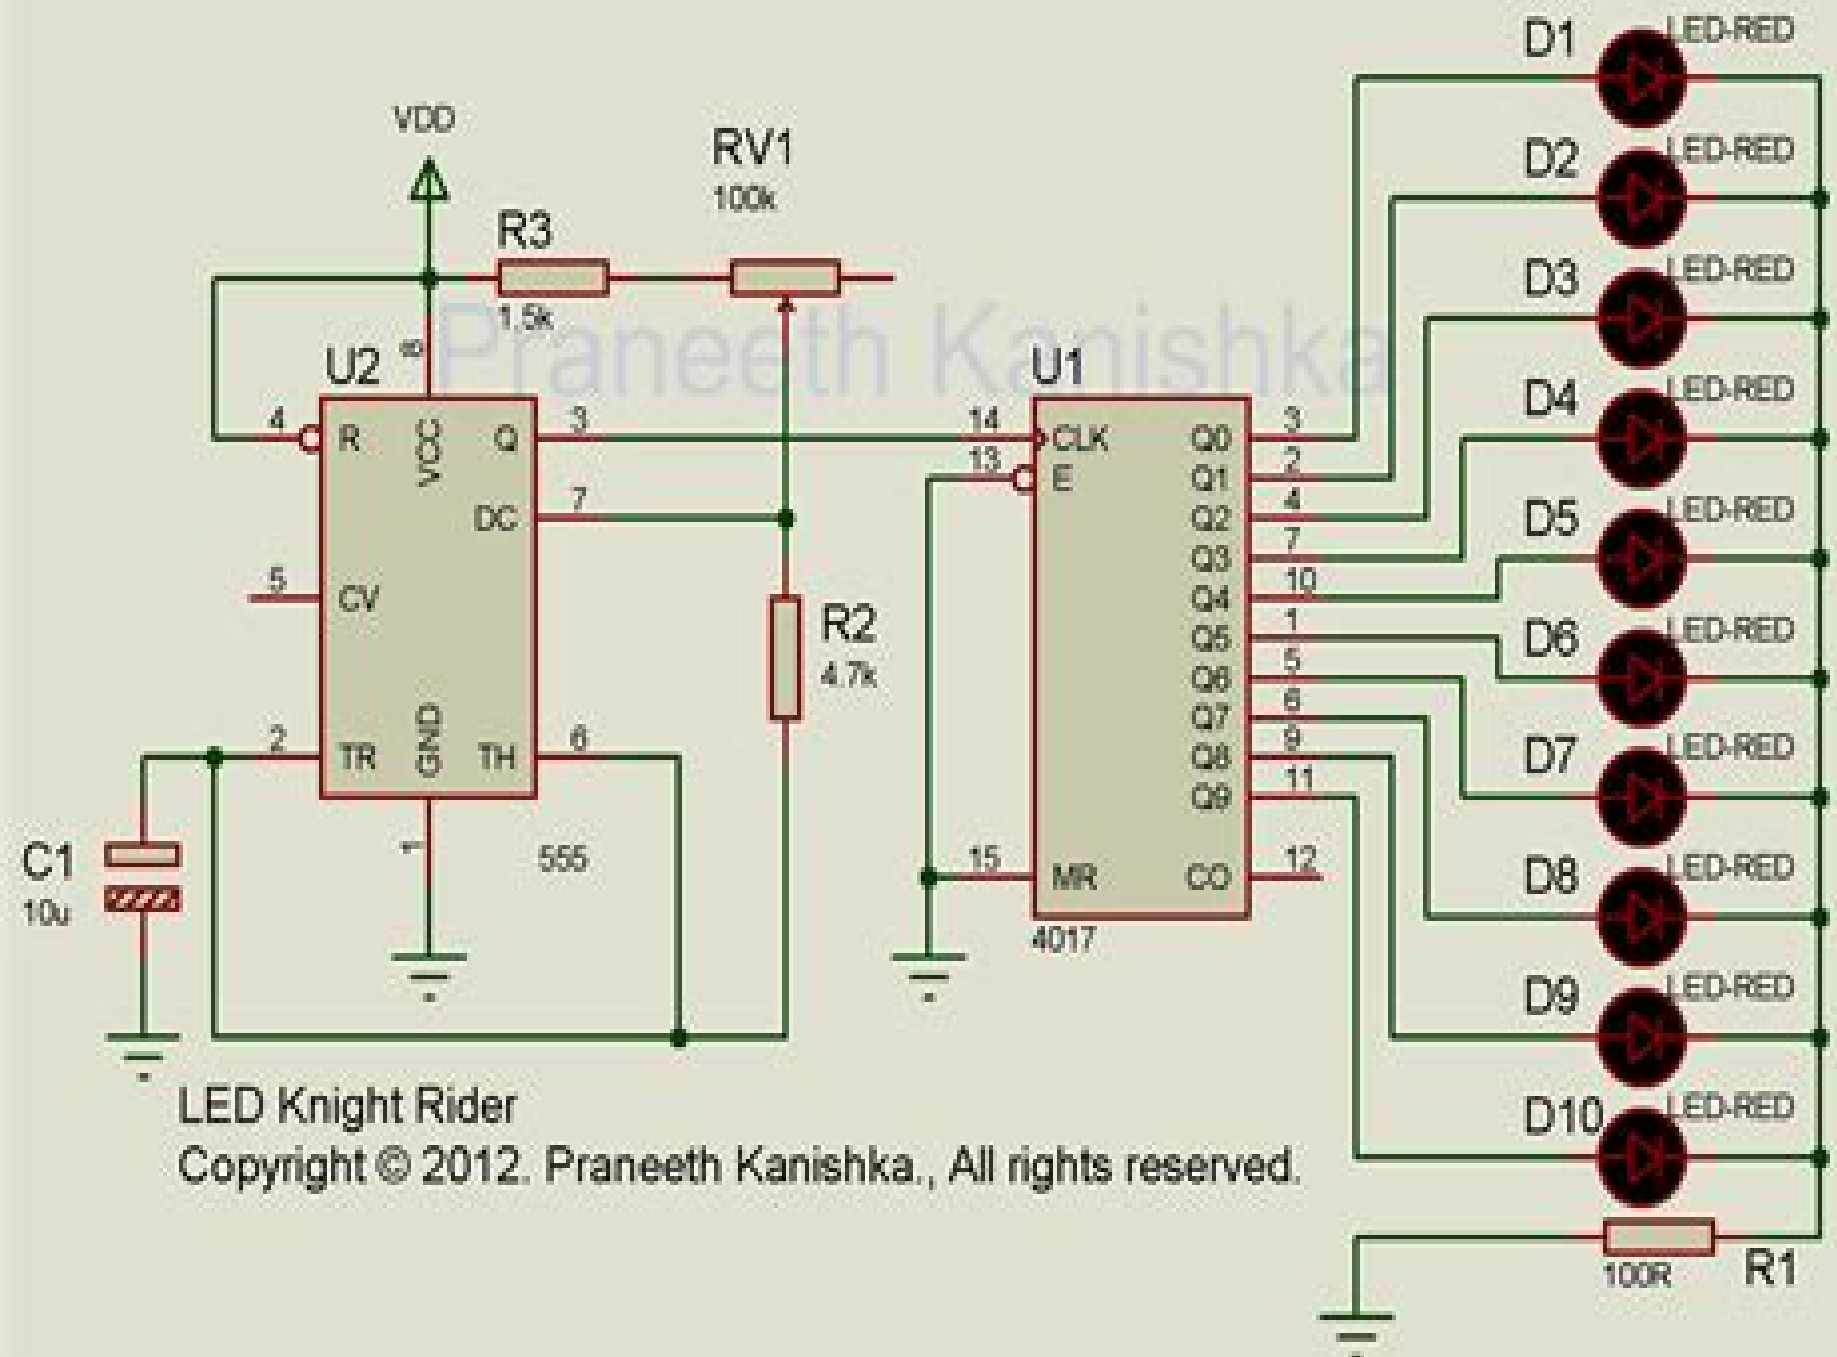 VDD
RV1
100k
R3
1.5k
Praneeth Kanishka
U2
8
4
R
VCC
Q
3
DC
7
5
CV
R2
4.7k
2
TR
GND
TH
6
1
555
C1
10u
U1
14
CLK
13
E
15
MR
4017
Q0
3
Q1
2
Q2
4
Q3
7
Q4
10
Q5
1
Q6
5
Q7
6
Q8
9
Q9
11
CO
12
D1
LED-RED
D2
LED-RED
D3
LED-RED
D4
LED-RED
D5
LED-RED
D6
LED-RED
D7
LED-RED
D8
LED-RED
D9
LED-RED
D10
LED-RED
100R
R1
LED Knight Rider
Copyright © 2012. Praneeth Kanishka., All rights reserved.